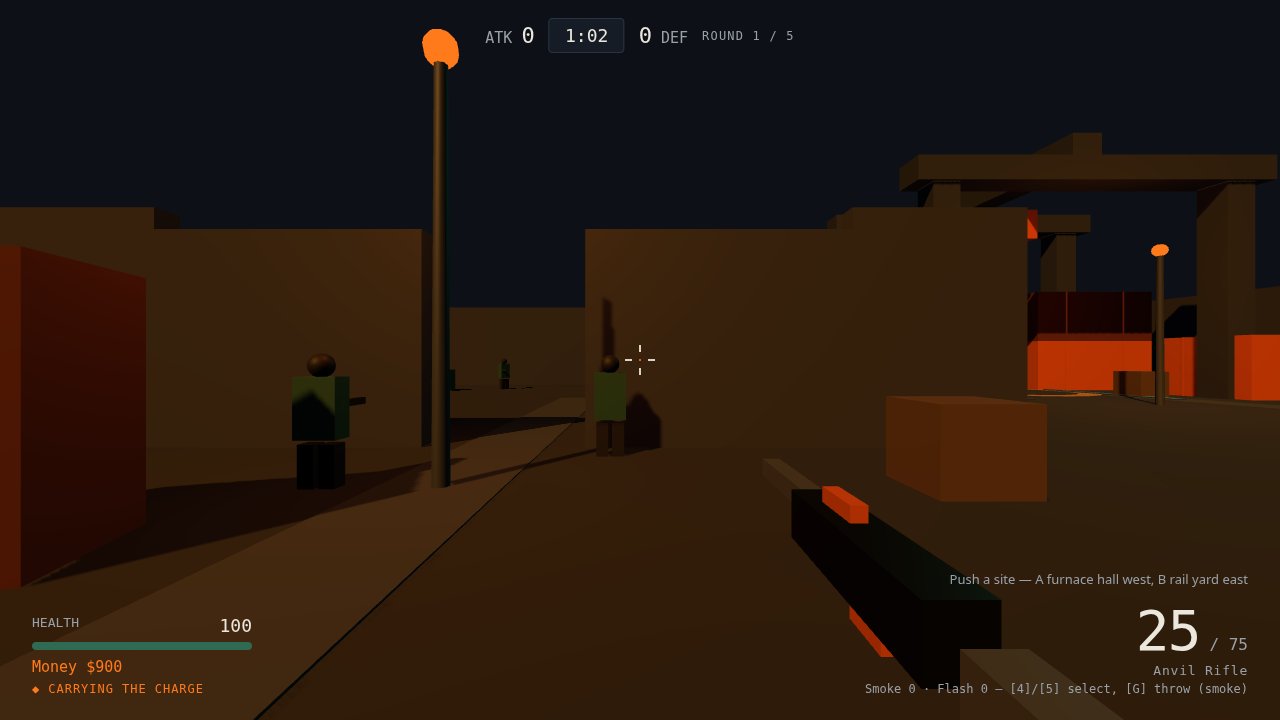 ATK 0 1:02 0 DEF ROUND 1 / 5
Push a site — A furnace hall west, B rail yard east
HEALTH 100
25 / 75
Money $900
Anvil Rifle
◆ CARRYING THE CHARGE
Smoke 0 · Flash 0 — [4]/[5] select, [G] throw (smoke)